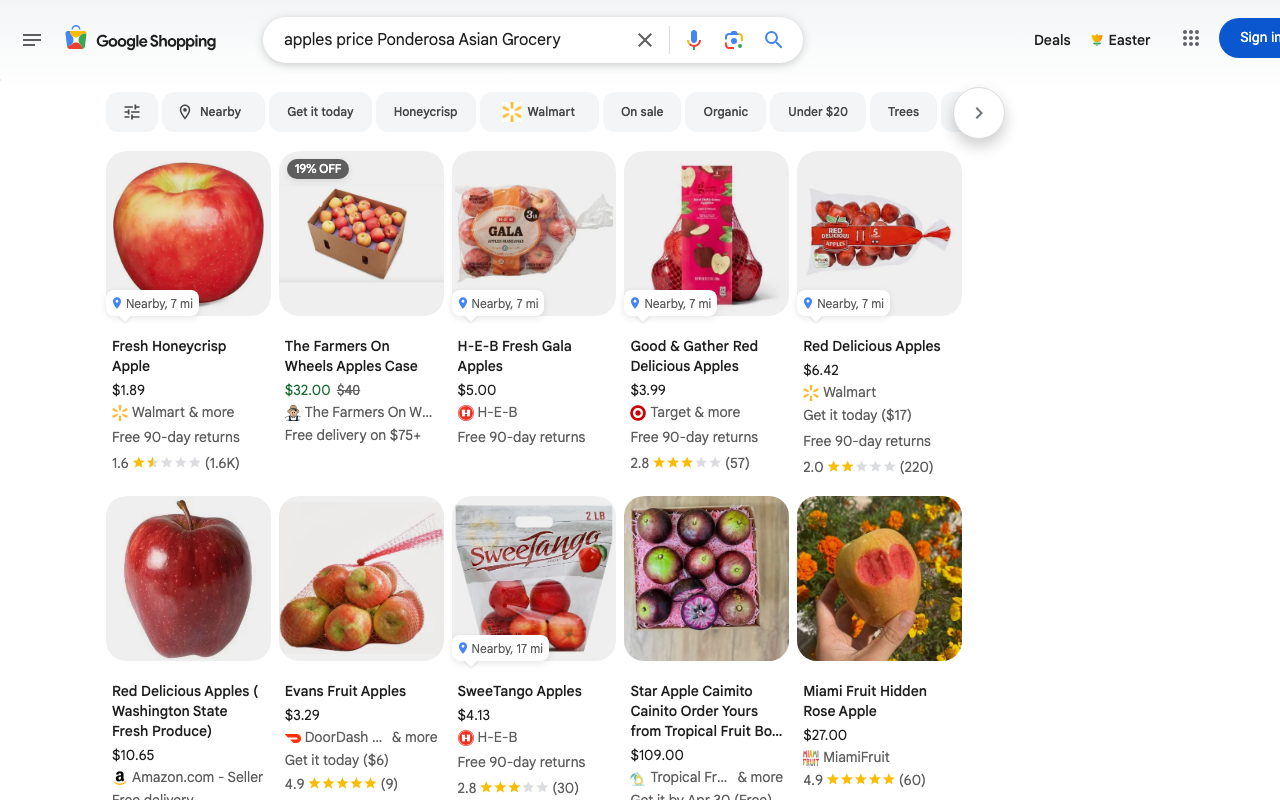 Google Shopping
apples price Ponderosa Asian Grocery
Deals
Easter
Sign in
Nearby
Get it today
Honeycrisp
Walmart
On sale
Organic
Under $20
Trees
Nearby, 7 mi
Fresh Honeycrisp
Apple
$1.89
Walmart & more
Free 90-day returns
1.6 (1.6K)
19% OFF
The Farmers On
Wheels Apples Case
$32.00 $40
The Farmers On W...
Free delivery on $75+
H-E-B
3lb
GALA
Nearby, 7 mi
H-E-B Fresh Gala
Apples
$5.00
H-E-B
Free 90-day returns
Nearby, 7 mi
Good & Gather Red
Delicious Apples
$3.99
Target & more
Free 90-day returns
2.8 (57)
RED
DELICIOUS
APPLES
5
Nearby, 7 mi
Red Delicious Apples
$6.42
Walmart
Get it today ($17)
Free 90-day returns
2.0 (220)
Red Delicious Apples (
Washington State
Fresh Produce)
$10.65
Amazon.com - Seller
Free delivery
Evans Fruit Apples
$3.29
DoorDash ... & more
Get it today ($6)
4.9 (9)
2 LB
SweeTango
Nearby, 17 mi
SweeTango Apples
$4.13
H-E-B
Free 90-day returns
2.8 (30)
Star Apple Caimito
Cainito Order Yours
from Tropical Fruit Bo...
$109.00
Tropical Fr... & more
Get it by Apr 30 (Free)
Miami Fruit Hidden
Rose Apple
$27.00
MIAMI
FRUIT
MiamiFruit
4.9 (60)